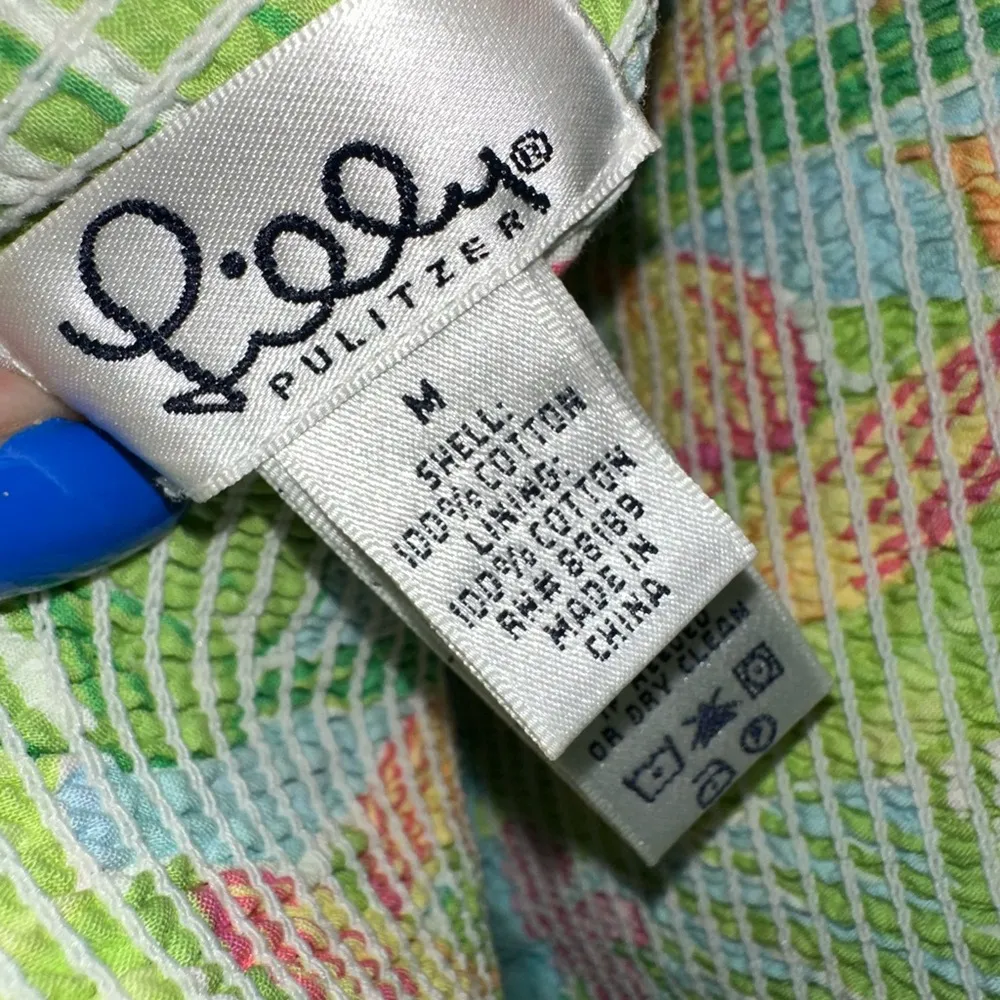 Lilly®
PULITZER
M
SHELL:
100% COTTON
LINING:
100% COTTON
RN# 88189
MADE IN
CHINA
OR DRY CLEAN